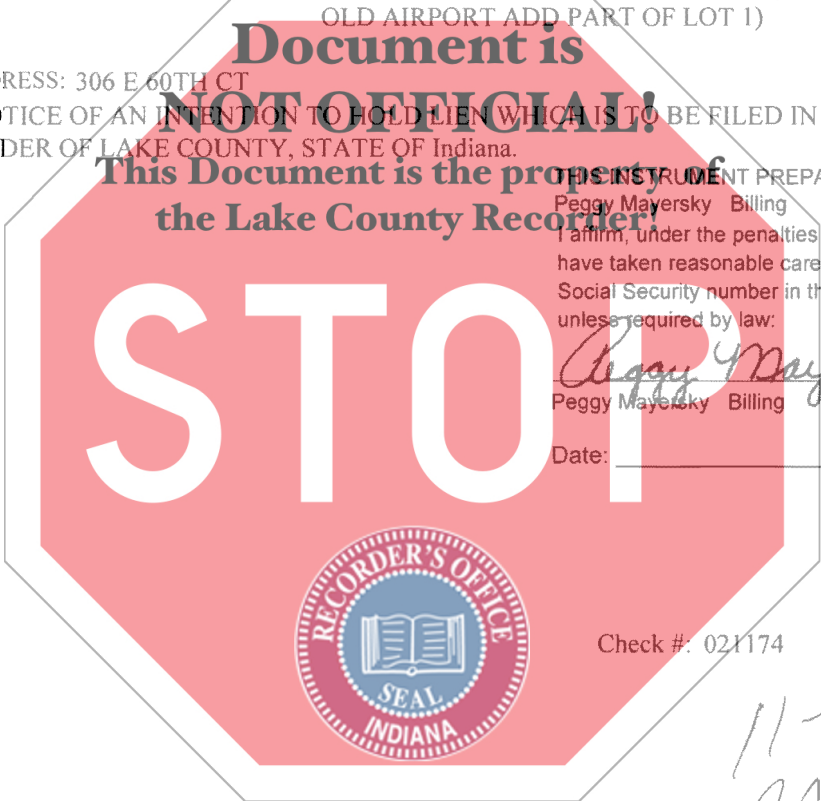 OLD AIRPORT ADD PART OF LOT 1)
Document is
RESS: 306 E 60TH CT
NOT OFFICIAL!
TICE OF AN INTENTION TO HOLD LIEN WHICH IS TO BE FILED IN
DER OF LAKE COUNTY, STATE OF Indiana.
This Document is the property of
the Lake County Recorder!
THIS INSTRUMENT PREPA
Peggy Mayersky Billing
I affirm, under the penalties
have taken reasonable care
Social Security number in th
unless required by law:
Peggy May
Peggy Mayersky Billing
Date:
STOP
RECORDER'S OFFICE
SEAL
INDIANA
Check #: 021174
11-